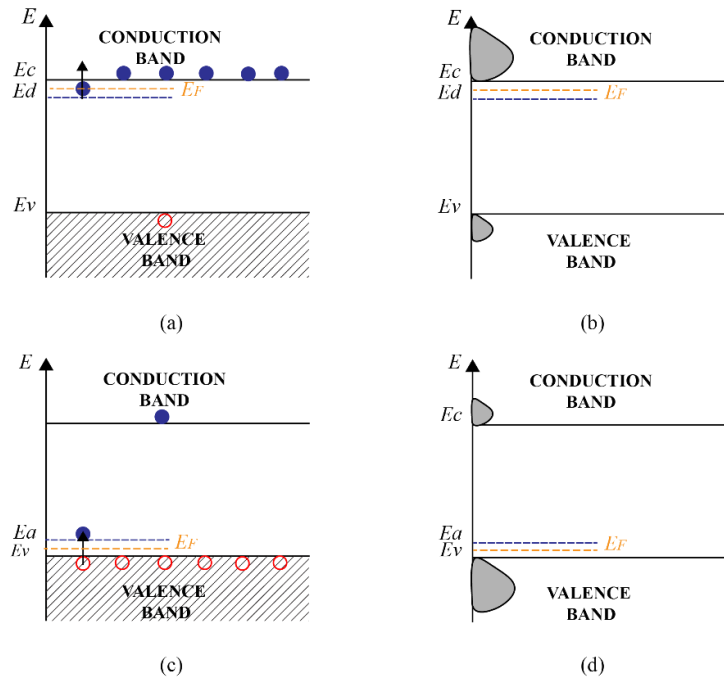 E
CONDUCTION
BAND
Ec
Ed
EF
Ev
VALENCE
BAND
(a)
E
CONDUCTION
BAND
Ec
Ed
EF
Ev
VALENCE
BAND
(b)
E
CONDUCTION
BAND
Ea
Ev
EF
VALENCE
BAND
(c)
E
CONDUCTION
BAND
Ec
Ea
Ev
EF
VALENCE
BAND
(d)